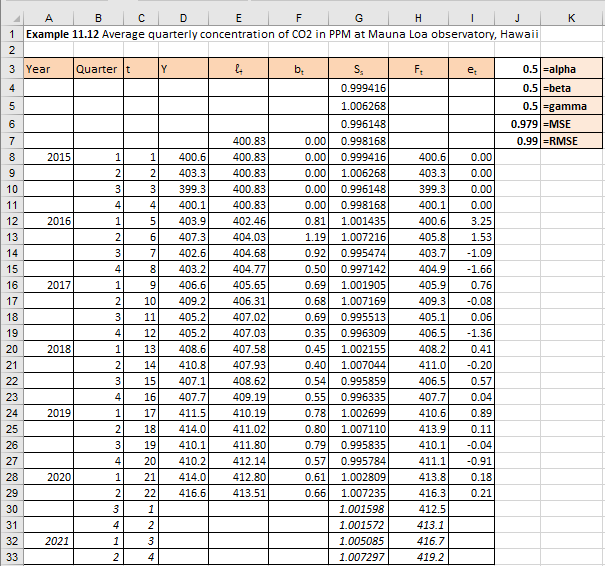 A B C D E F G H I J K
1 Example 11.12 Average quarterly concentration of CO2 in PPM at Mauna Loa observatory, Hawaii
2
3 Year Quarter t Y ℓt bt St Ft et 0.5 =alpha
4 0.999416 0.5 =beta
5 1.006268 0.5 =gamma
6 0.996148 0.979 =MSE
7 400.83 0.00 0.998168 0.99 =RMSE
8 2015 1 1 400.6 400.83 0.00 0.999416 400.6 0.00
9 2 2 403.3 400.83 0.00 1.006268 403.3 0.00
10 3 3 399.3 400.83 0.00 0.996148 399.3 0.00
11 4 4 400.1 400.83 0.00 0.998168 400.1 0.00
12 2016 1 5 403.9 402.46 0.81 1.001435 400.6 3.25
13 2 6 407.3 404.03 1.19 1.007216 405.8 1.53
14 3 7 402.6 404.68 0.92 0.995474 403.7 -1.09
15 4 8 403.2 404.77 0.50 0.997142 404.9 -1.66
16 2017 1 9 406.6 405.65 0.69 1.001905 405.9 0.76
17 2 10 409.2 406.31 0.68 1.007169 409.3 -0.08
18 3 11 405.2 407.02 0.69 0.995513 405.1 0.06
19 4 12 405.2 407.03 0.35 0.996309 406.5 -1.36
20 2018 1 13 408.6 407.58 0.45 1.002155 408.2 0.41
21 2 14 410.8 407.93 0.40 1.007044 411.0 -0.20
22 3 15 407.1 408.62 0.54 0.995859 406.5 0.57
23 4 16 407.7 409.19 0.55 0.996335 407.7 0.04
24 2019 1 17 411.5 410.19 0.78 1.002699 410.6 0.89
25 2 18 414.0 411.02 0.80 1.007110 413.9 0.11
26 3 19 410.1 411.80 0.79 0.995835 410.1 -0.04
27 4 20 410.2 412.14 0.57 0.995784 411.1 -0.91
28 2020 1 21 414.0 412.80 0.61 1.002809 413.8 0.18
29 2 22 416.6 413.51 0.66 1.007235 416.3 0.21
30 3 1 1.001598 412.5
31 4 2 1.001572 413.1
32 2021 1 3 1.005085 416.7
33 2 4 1.007297 419.2